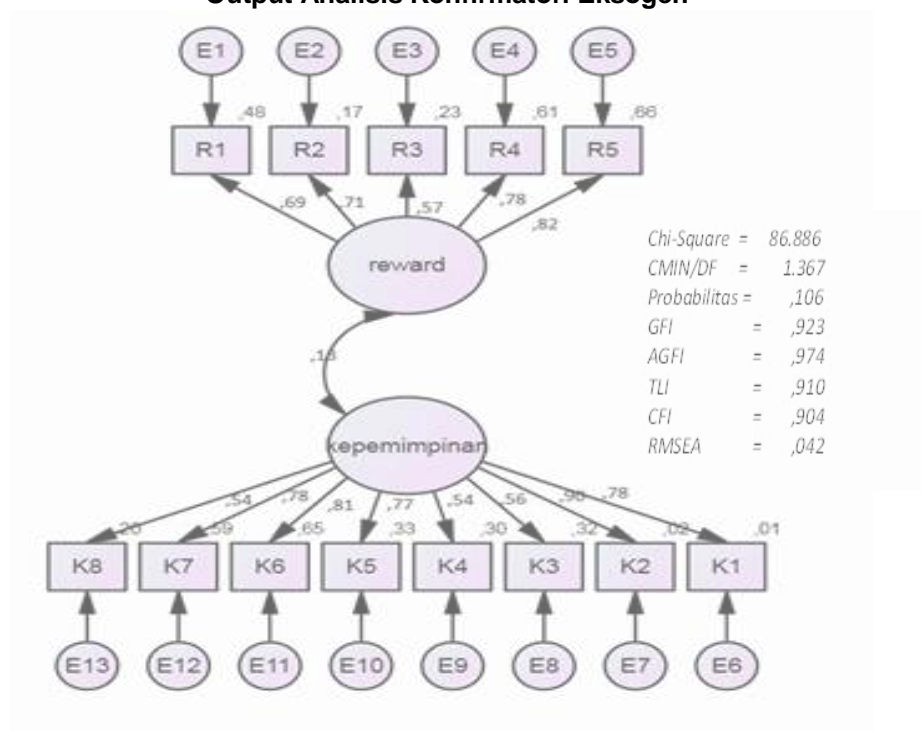 Output Analisis Konfirmatori Eksogen
E1 E2 E3 E4 E5
,48 ,17 ,23 ,61 ,66
R1 R2 R3 R4 R5
,69 ,71 ,57 ,78 ,82
reward
Chi-Square = 86.886
CMIN/DF = 1.367
Probabilitas = ,106
GFI = ,923
AGFI = ,974
TLI = ,910
CFI = ,904
RMSEA = ,042
kepemimpinan
,54 ,78 ,81 ,77 ,54 ,56 ,78
,59 ,65 ,33 ,30 ,32 ,02 ,01
K8 K7 K6 K5 K4 K3 K2 K1
E13 E12 E11 E10 E9 E8 E7 E6